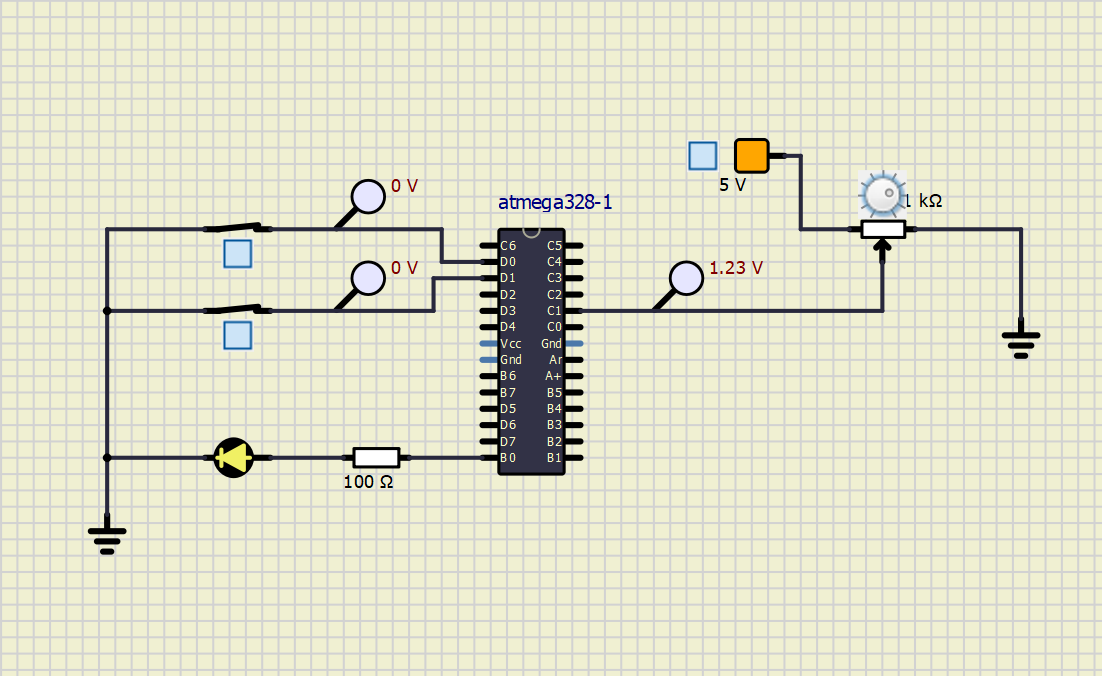 0 V
atmega328-1
5 V
1 kΩ
0 V
1.23 V
C6 C5
D0 C4
D1 C3
D2 C2
D3 C1
D4 C0
Vcc Gnd
Gnd Ar
B6 A+
B7 B5
D5 B4
D6 B3
D7 B2
B0 B1
100 Ω